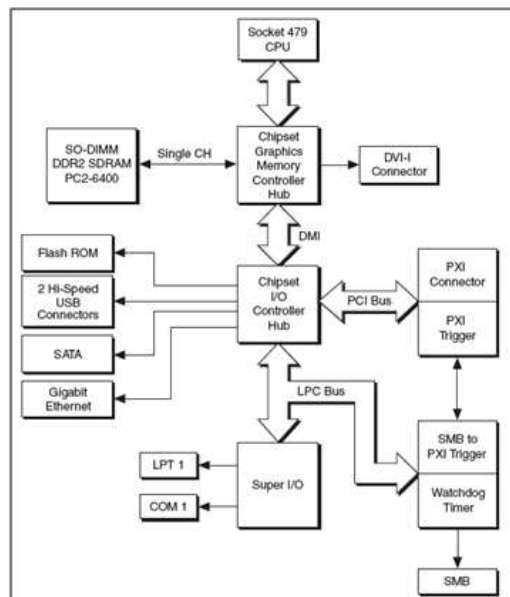 Socket 479
CPU
SO-DIMM
DDR2 SDRAM
PC2-6400
Single CH
Chipset
Graphics
Memory
Controller
Hub
DVI-I
Connector
DMI
Flash ROM
2 Hi-Speed
USB
Connectors
SATA
Gigabit
Ethernet
Chipset
I/O
Controller
Hub
PCI Bus
PXI
Connector
PXI
Trigger
LPC Bus
LPT 1
COM 1
Super I/O
SMB to
PXI Trigger
Watchdog
Timer
SMB